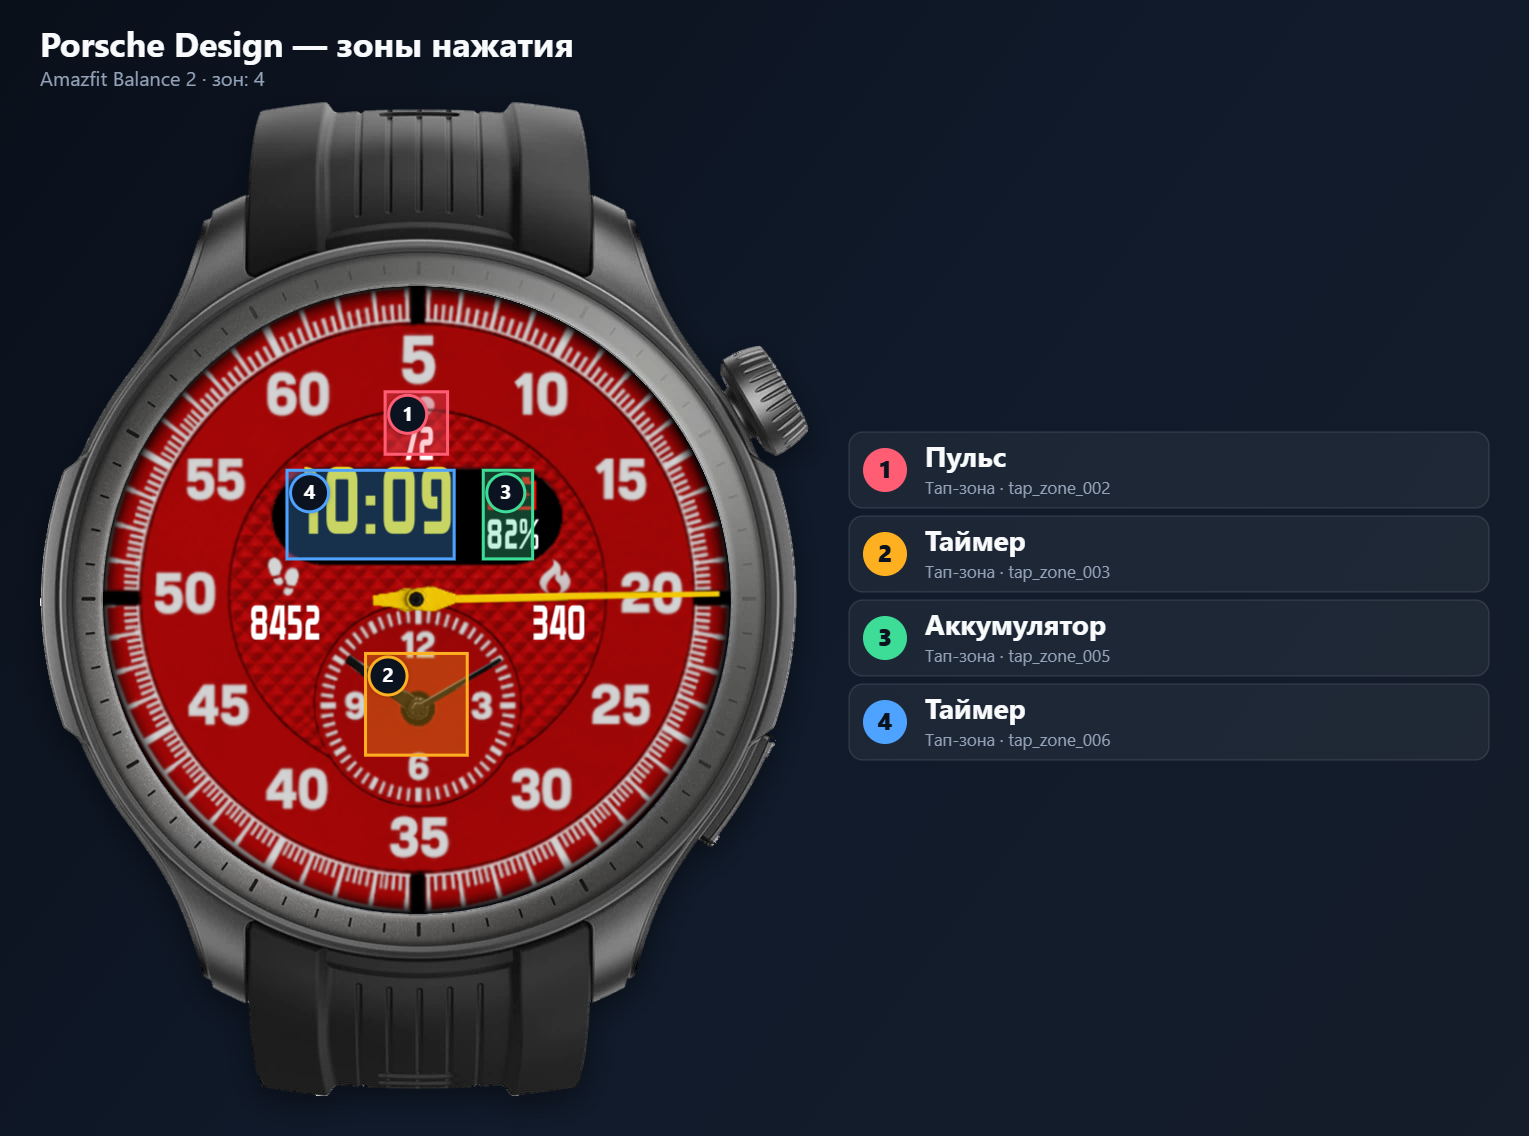 Porsche Design — зоны нажатия
Amazfit Balance 2 · зон: 4
5
60
10
1
72
55
15
4
10:09
3
82%
50
20
8452
340
12
2
9
3
45
25
6
40
30
35
1
Пульс
Тап-зона · tap_zone_002
2
Таймер
Тап-зона · tap_zone_003
3
Аккумулятор
Тап-зона · tap_zone_005
4
Таймер
Тап-зона · tap_zone_006